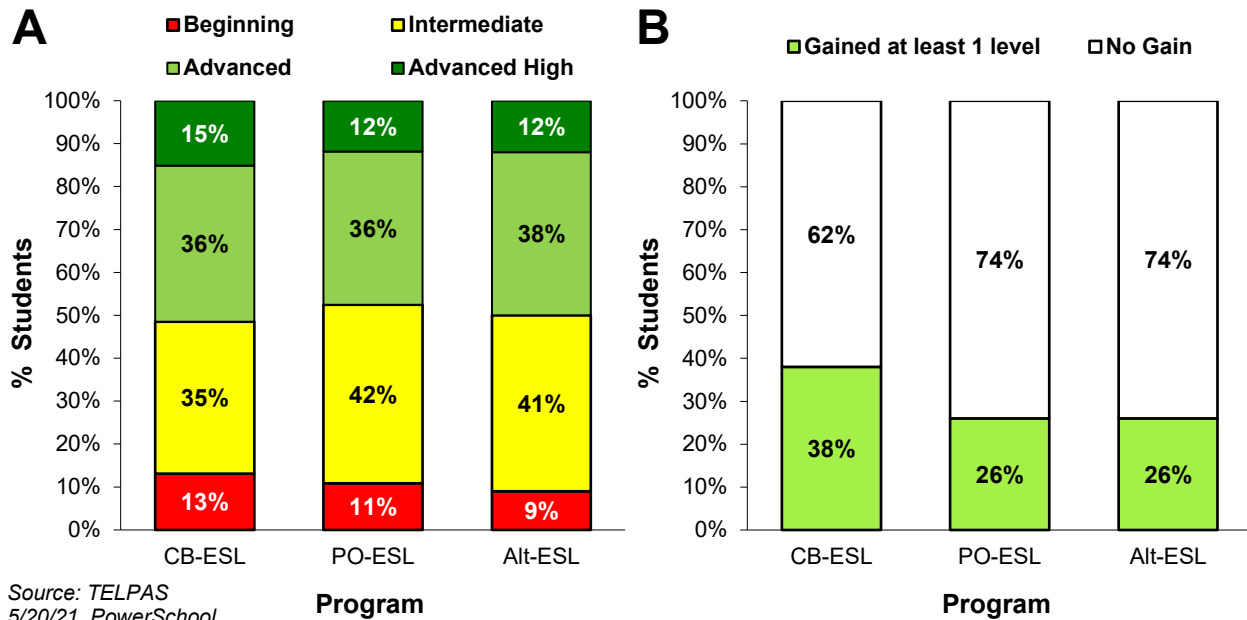 A
Beginning
Intermediate
Advanced
Advanced High
100%
90%
80%
70%
60%
50%
40%
30%
20%
10%
0%
% Students
15%
36%
35%
13%
12%
36%
42%
11%
12%
38%
41%
9%
CB-ESL PO-ESL Alt-ESL
Program
Source: TELPAS
5/20/21, PowerSchool
B
Gained at least 1 level
No Gain
100%
90%
80%
70%
60%
50%
40%
30%
20%
10%
0%
% Students
62%
38%
74%
26%
74%
26%
CB-ESL PO-ESL Alt-ESL
Program